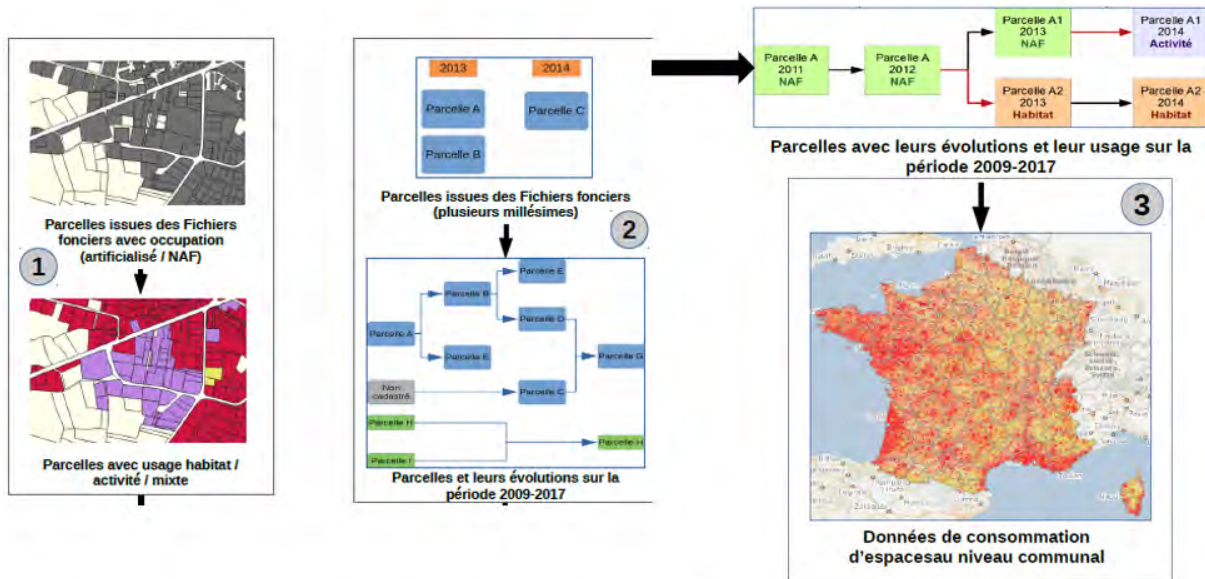 Parcelles issues des Fichiers
fonciers avec occupation
(artificialisé / NAF)
1
Parcelles avec usage habitat /
activité / mixte
2013
2014
Parcelle A
Parcelle C
Parcelle B
Parcelles issues des Fichiers fonciers
(plusieurs millésimes)
2
Parcelle E
Parcelle B
Parcelle A
Parcelle D
Parcelle E
Parcelle G
Non
cadastré
Parcelle C
Parcelle H
Parcelle H
Parcelle I
Parcelles et leurs évolutions sur la
période 2009-2017
Parcelle A
2011
NAF
Parcelle A
2012
NAF
Parcelle A1
2013
NAF
Parcelle A1
2014
Activité
Parcelle A2
2013
Habitat
Parcelle A2
2014
Habitat
Parcelles avec leurs évolutions et leur usage sur la
période 2009-2017
3
Données de consommation
d'espacesau niveau communal